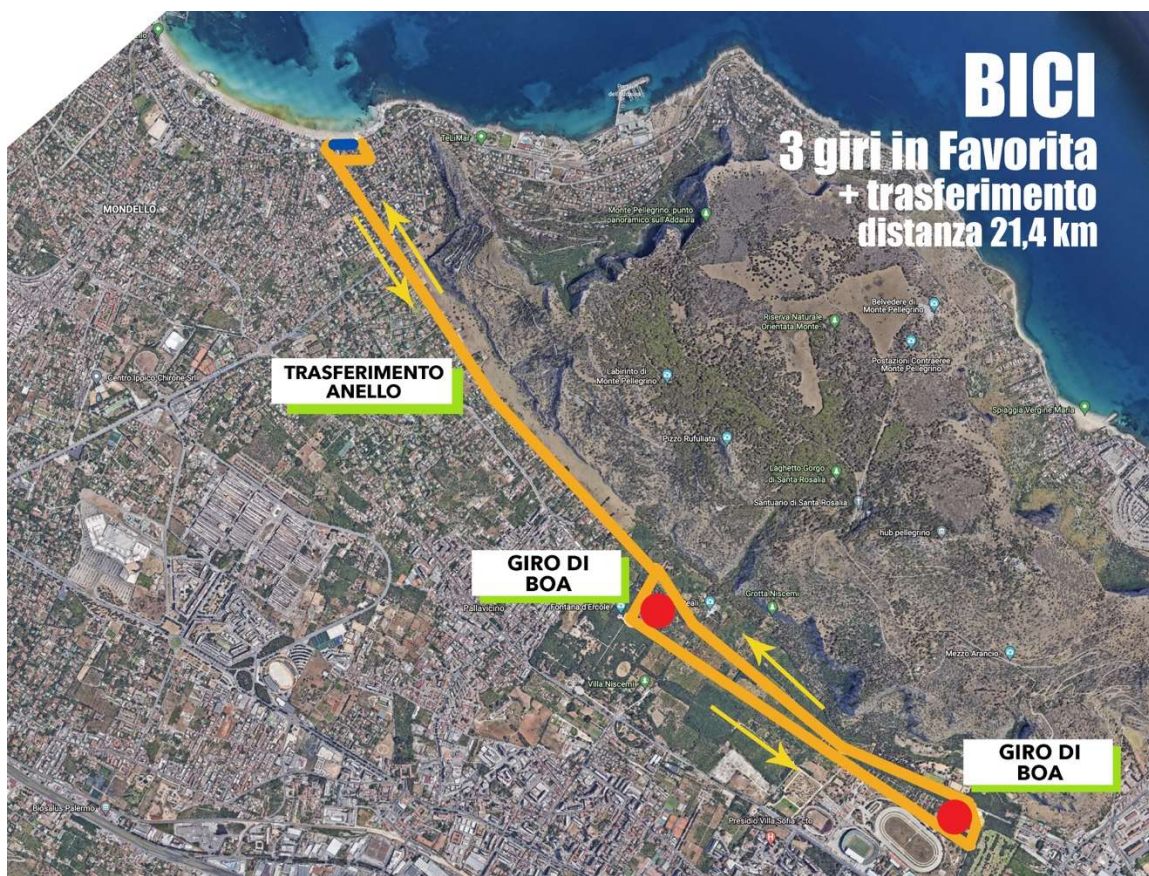 BICI
3 giri in Favorita
+ trasferimento
distanza 21,4 km
TeLiMar
MONDELLO
Monte Pellegrino, punto
panoramico sull'Addaura
Belvedere di
Monte Pellegrino
Riserva Naturale
Orientata Monte
Postazioni Contraeree
Monte Pellegrino
TRASFERIMENTO
ANELLO
Centro Ippico Chirone Srl
Labirinto di
Monte Pellegrino
Spiaggia Vergine Maria
Pizzo Rufuliata
Laghetto Gorgo
di Santa Rosalia
Santuario di Santa Rosalia
hub pellegrino
GIRO DI
BOA
Pallavicino
Fontana d'Ercole
Grotta Niscemi
Mezzo Arancio
Villa Niscemi
GIRO DI
BOA
Biosalus Palermo
Presidio Villa Sofia
H